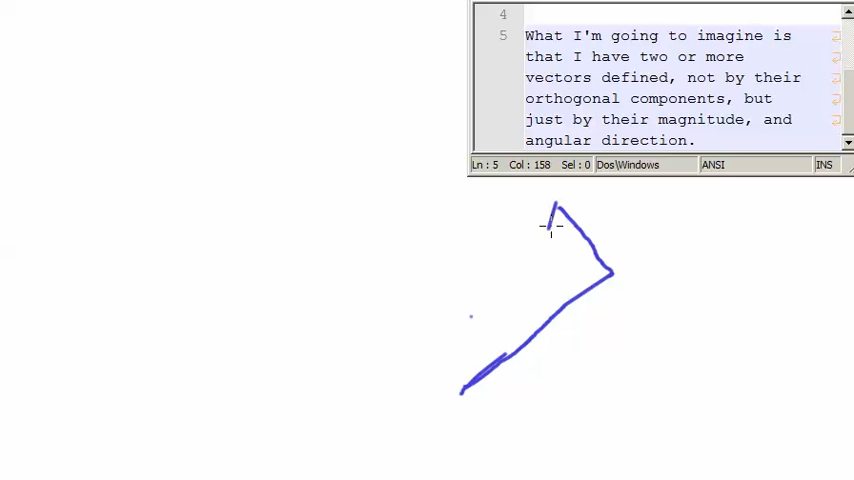 4
5 What I'm going to imagine is
that I have two or more
vectors defined, not by their
orthogonal components, but
just by their magnitude, and
angular direction.
Ln : 5 Col : 158 Sel : 0 Dos\Windows ANSI INS